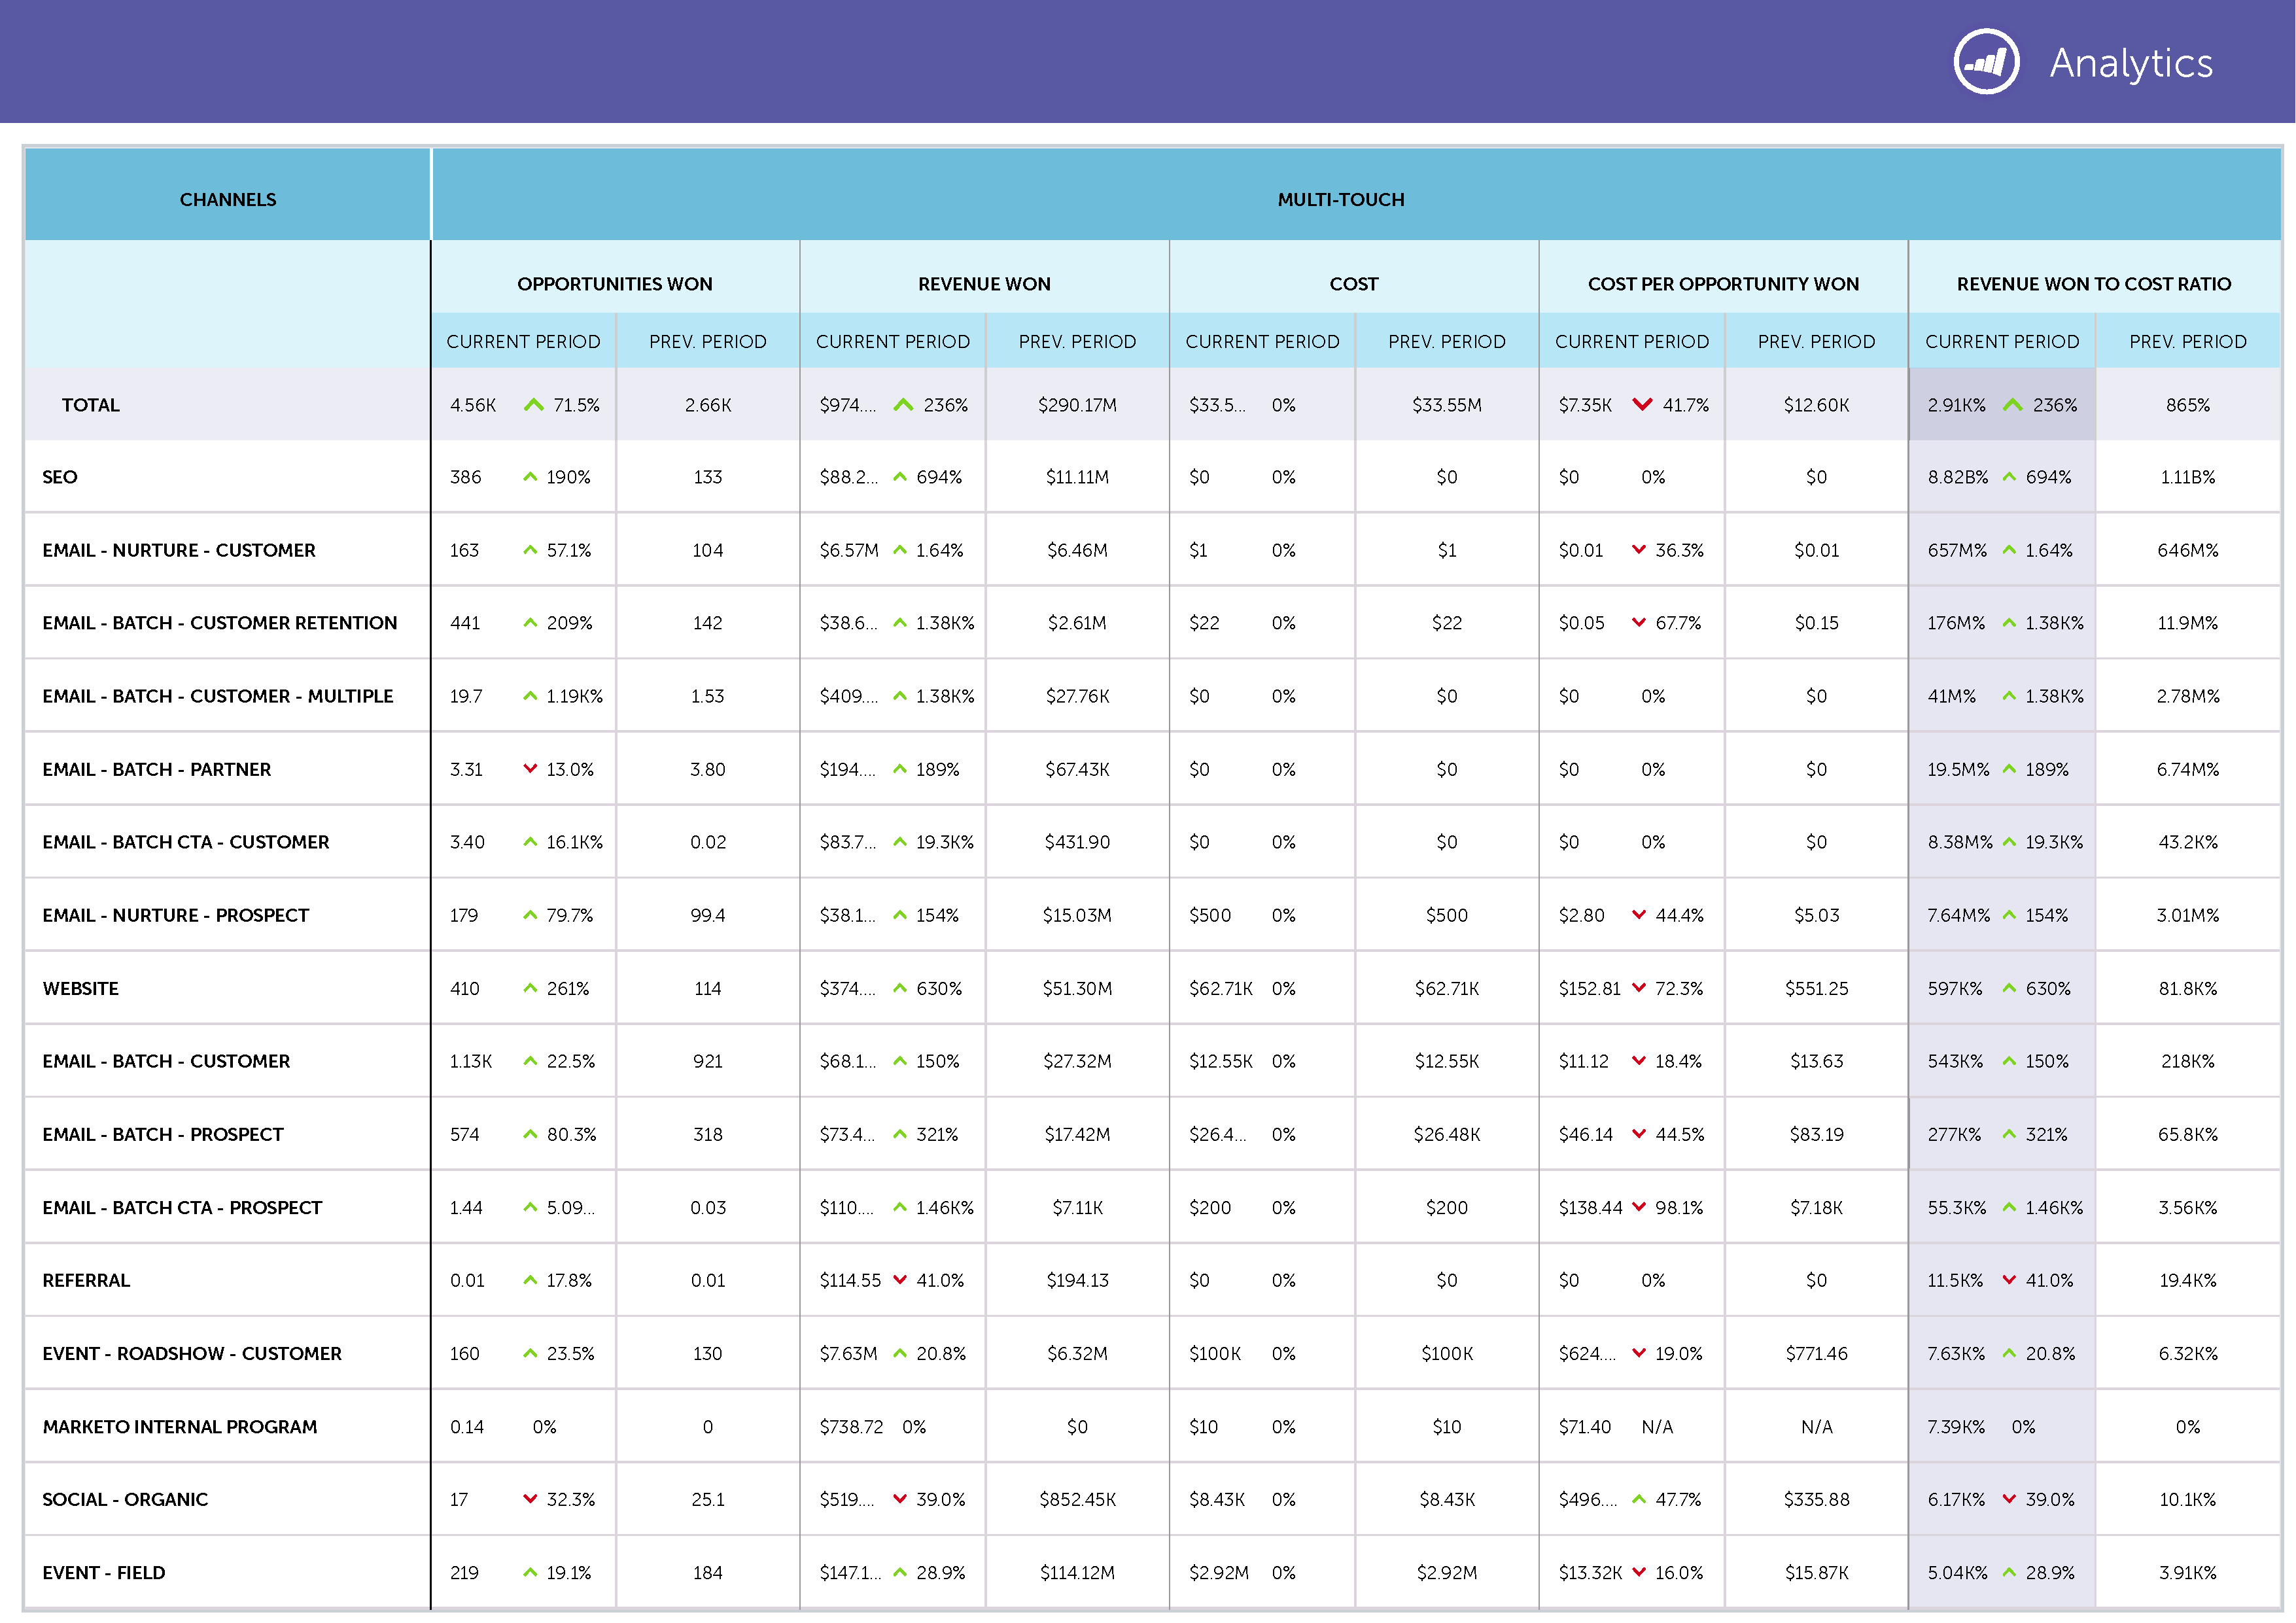 Analytics
CHANNELS MULTI-TOUCH
OPPORTUNITIES WON REVENUE WON COST COST PER OPPORTUNITY WON REVENUE WON TO COST RATIO
CURRENT PERIOD PREV. PERIOD CURRENT PERIOD PREV. PERIOD CURRENT PERIOD PREV. PERIOD CURRENT PERIOD PREV. PERIOD CURRENT PERIOD PREV. PERIOD
TOTAL 4.56K 71.5% 2.66K $974.... 236% $290.17M $33.5... 0% $33.55M $7.35K 41.7% $12.60K 2.91K% 236% 865%
SEO 386 190% 133 $88.2... 694% $11.11M $0 0% $0 $0 0% $0 8.82B% 694% 1.11B%
EMAIL - NURTURE - CUSTOMER 163 57.1% 104 $6.57M 1.64% $6.46M $1 0% $1 $0.01 36.3% $0.01 657M% 1.64% 646M%
EMAIL - BATCH - CUSTOMER RETENTION 441 209% 142 $38.6... 1.38K% $2.61M $22 0% $22 $0.05 67.7% $0.15 176M% 1.38K% 11.9M%
EMAIL - BATCH - CUSTOMER - MULTIPLE 19.7 1.19K% 1.53 $409.... 1.38K% $27.76K $0 0% $0 $0 0% $0 41M% 1.38K% 2.78M%
EMAIL - BATCH - PARTNER 3.31 13.0% 3.80 $194.... 189% $67.43K $0 0% $0 $0 0% $0 19.5M% 189% 6.74M%
EMAIL - BATCH CTA - CUSTOMER 3.40 16.1K% 0.02 $83.7... 19.3K% $431.90 $0 0% $0 $0 0% $0 8.38M% 19.3K% 43.2K%
EMAIL - NURTURE - PROSPECT 179 79.7% 99.4 $38.1... 154% $15.03M $500 0% $500 $2.80 44.4% $5.03 7.64M% 154% 3.01M%
WEBSITE 410 261% 114 $374.... 630% $51.30M $62.71K 0% $62.71K $152.81 72.3% $551.25 597K% 630% 81.8K%
EMAIL - BATCH - CUSTOMER 1.13K 22.5% 921 $68.1... 150% $27.32M $12.55K 0% $12.55K $11.12 18.4% $13.63 543K% 150% 218K%
EMAIL - BATCH - PROSPECT 574 80.3% 318 $73.4... 321% $17.42M $26.4... 0% $26.48K $46.14 44.5% $83.19 277K% 321% 65.8K%
EMAIL - BATCH CTA - PROSPECT 1.44 5.09... 0.03 $110.... 1.46K% $7.11K $200 0% $200 $138.44 98.1% $7.18K 55.3K% 1.46K% 3.56K%
REFERRAL 0.01 17.8% 0.01 $114.55 41.0% $194.13 $0 0% $0 $0 0% $0 11.5K% 41.0% 19.4K%
EVENT - ROADSHOW - CUSTOMER 160 23.5% 130 $7.63M 20.8% $6.32M $100K 0% $100K $624.... 19.0% $771.46 7.63K% 20.8% 6.32K%
MARKETO INTERNAL PROGRAM 0.14 0% 0 $738.72 0% $0 $10 0% $10 $71.40 N/A N/A 7.39K% 0% 0%
SOCIAL - ORGANIC 17 32.3% 25.1 $519.... 39.0% $852.45K $8.43K 0% $8.43K $496.... 47.7% $335.88 6.17K% 39.0% 10.1K%
EVENT - FIELD 219 19.1% 184 $147.1... 28.9% $114.12M $2.92M 0% $2.92M $13.32K 16.0% $15.87K 5.04K% 28.9% 3.91K%